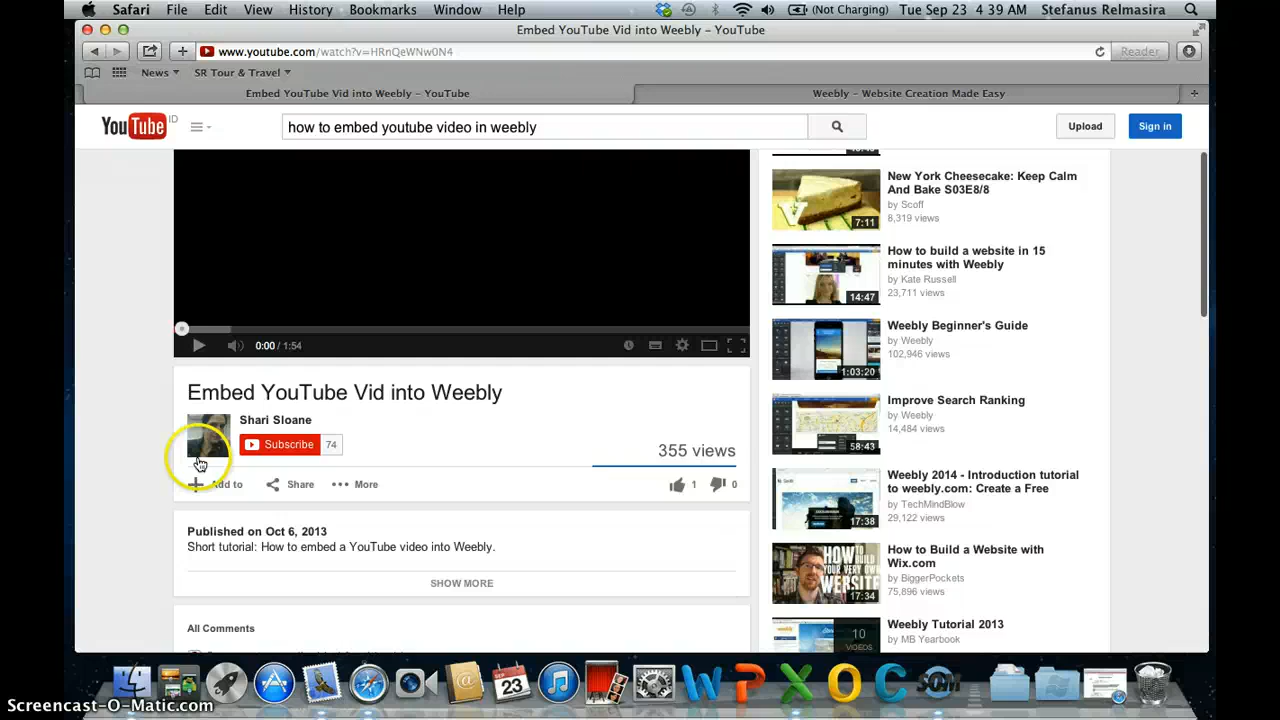 Safari File Edit View History Bookmarks Window Help (Not Charging) Tue Sep 23 4:39 AM Stefanus Relmasira
Embed YouTube Vid into Weebly – YouTube
www.youtube.com/watch?v=HRnQeWNw0N4 Reader
News SR Tour & Travel
Embed YouTube Vid into Weebly – YouTube Weebly – Website Creation Made Easy
YouTube ID how to embed youtube video in weebly Upload Sign in
0:00 / 1:54
Embed YouTube Vid into Weebly
Shari Sloane
Subscribe 74
355 views
Add to Share More 1 0
Published on Oct 6, 2013
Short tutorial: How to embed a YouTube video into Weebly.
SHOW MORE
All Comments
New York Cheesecake: Keep Calm
And Bake S03E8/8
by Scoff
8,319 views
7:11
How to build a website in 15
minutes with Weebly
by Kate Russell
23,711 views
14:47
Weebly Beginner's Guide
by Weebly
102,946 views
1:03:20
Improve Search Ranking
by Weebly
14,484 views
58:43
Weebly 2014 - Introduction tutorial
to weebly.com: Create a Free
by TechMindBlow
29,122 views
17:38
How to Build a Website with
Wix.com
by BiggerPockets
75,896 views
HOW TO
BUILD
YOUR VERY OWN
WEBSITE
17:34
Weebly Tutorial 2013
by MB Yearbook
10
VIDEOS
SEP
23
W P X O C SOM
Screencast-O-Matic.com